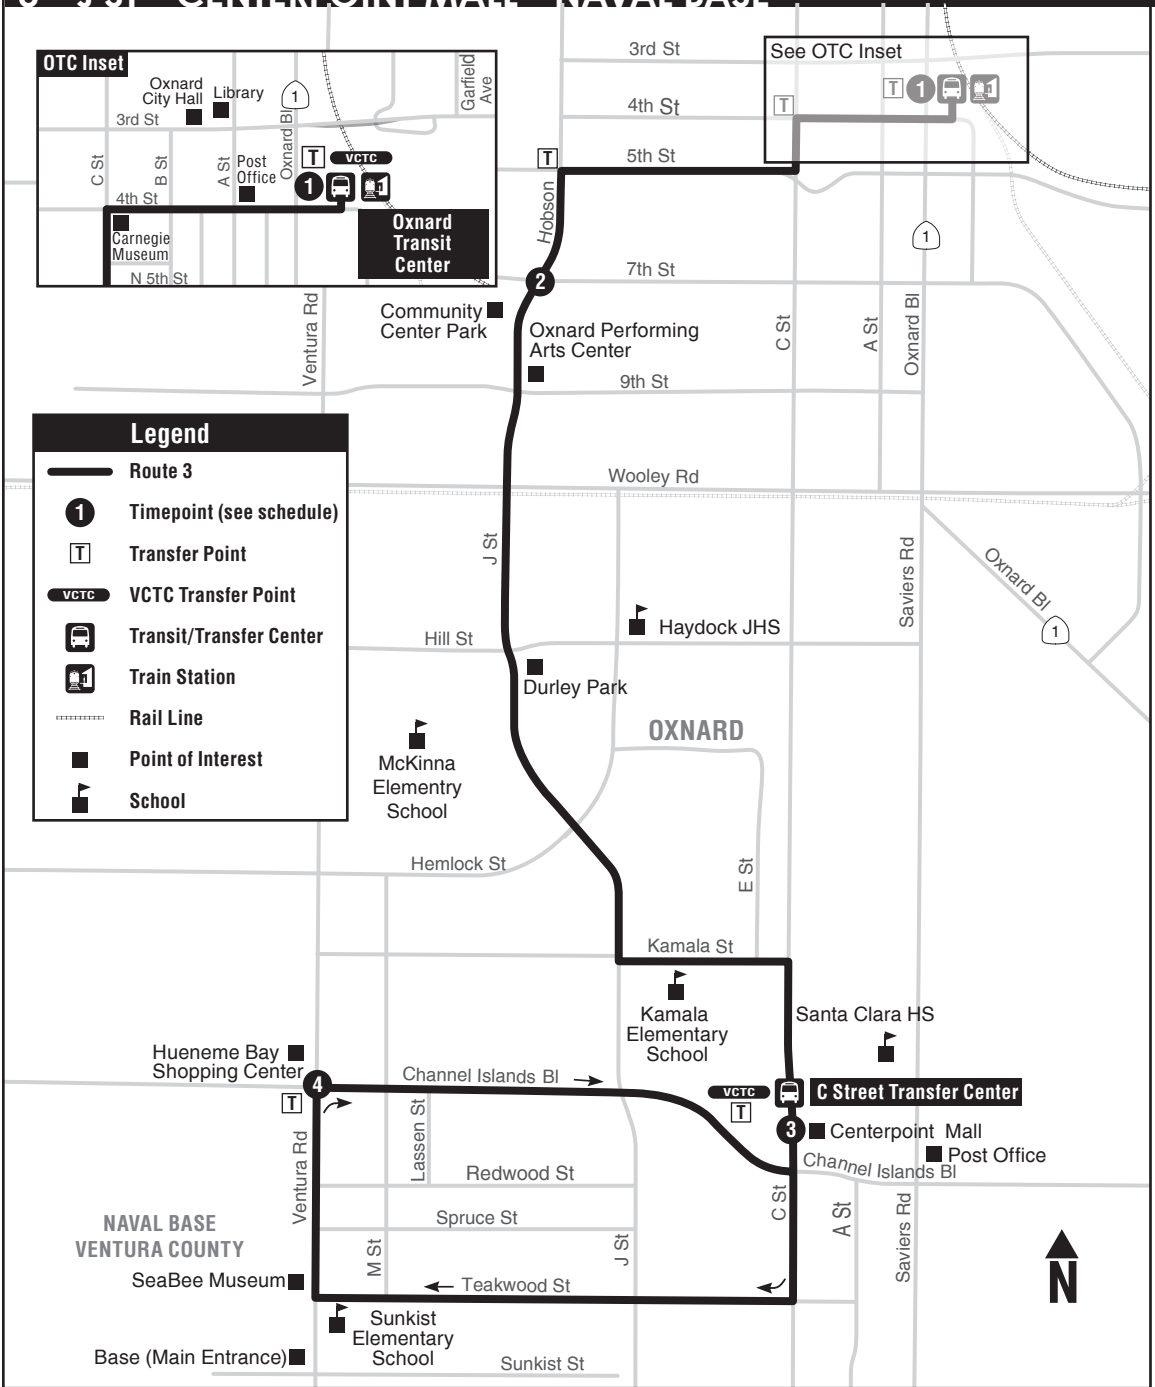 3 J ST - CENTERPOINT MALL - NAVAL BASE
OTC Inset
Oxnard
City Hall
Library
1
Garfield
Ave
3rd St
Oxnard Bl
T
VCTC
C St
B St
A St
Post
Office
1
4th St
Carnegie
Museum
Oxnard
Transit
Center
N 5th St
3rd St
See OTC Inset
T
1
4th St
T
5th St
T
Hobson
1
7th St
2
Community
Center Park
Oxnard Performing
Arts Center
Ventura Rd
C St
A St
Oxnard Bl
9th St
Legend
Route 3
1
Timepoint (see schedule)
T
Transfer Point
VCTC
VCTC Transfer Point
Transit/Transfer Center
Train Station
Rail Line
Point of Interest
School
Wooley Rd
J St
Saviers Rd
Oxnard Bl
1
Haydock JHS
Hill St
Durley Park
OXNARD
McKinna
Elementry
School
Hemlock St
E St
Kamala St
Kamala
Elementary
School
Santa Clara HS
Hueneme Bay
Shopping Center
4
T
Channel Islands Bl
VCTC
T
C Street Transfer Center
3
Centerpoint Mall
Post Office
Channel Islands Bl
Ventura Rd
Lassen St
Redwood St
C St
A St
Saviers Rd
NAVAL BASE
VENTURA COUNTY
Spruce St
M St
J St
SeaBee Museum
Teakwood St
N
Sunkist
Elementary
School
Base (Main Entrance)
Sunkist St